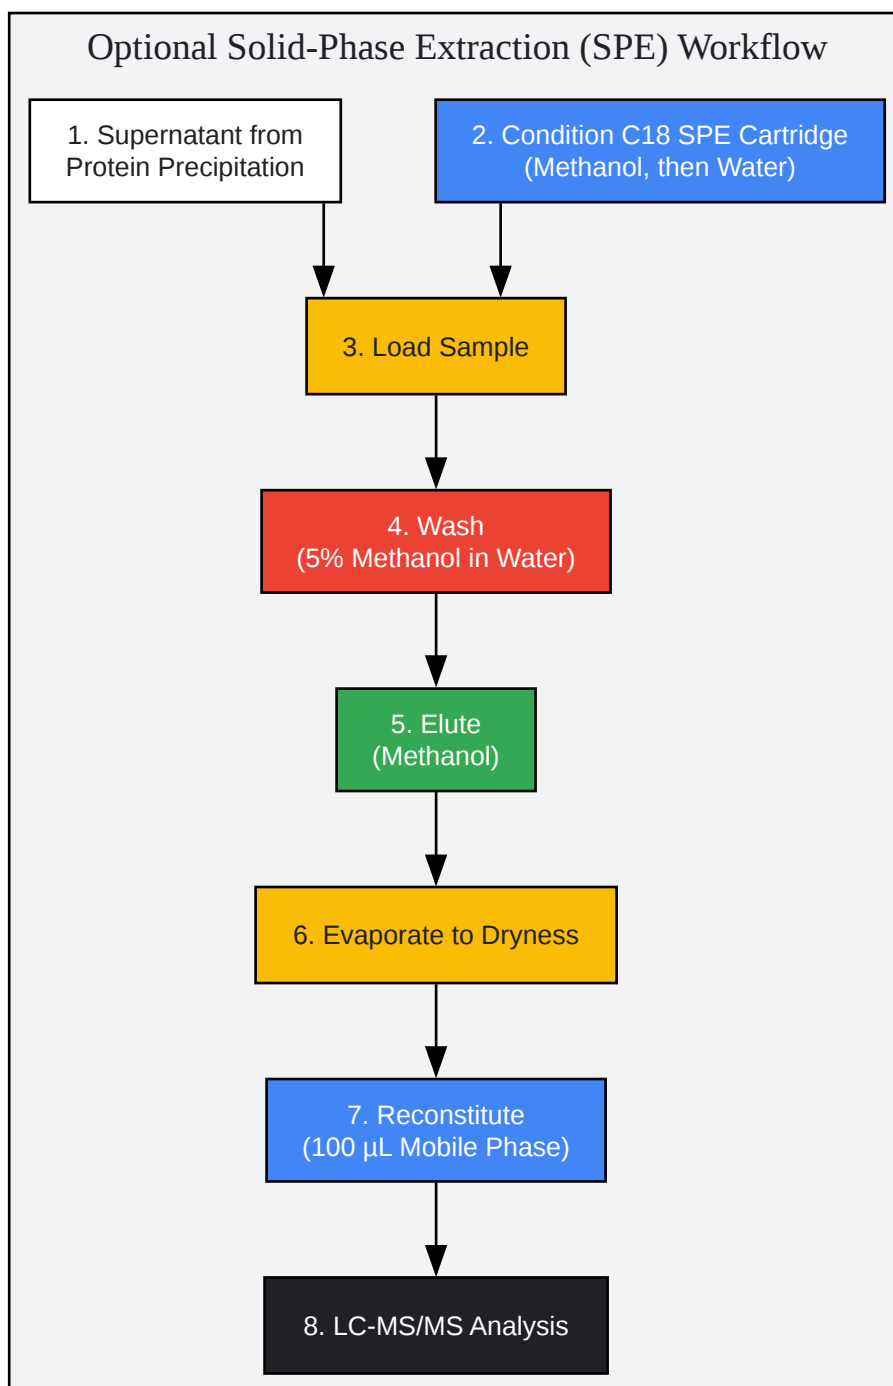 Optional Solid-Phase Extraction (SPE) Workflow
1. Supernatant from
Protein Precipitation
2. Condition C18 SPE Cartridge
(Methanol, then Water)
3. Load Sample
4. Wash
(5% Methanol in Water)
5. Elute
(Methanol)
6. Evaporate to Dryness
7. Reconstitute
(100 µL Mobile Phase)
8. LC-MS/MS Analysis